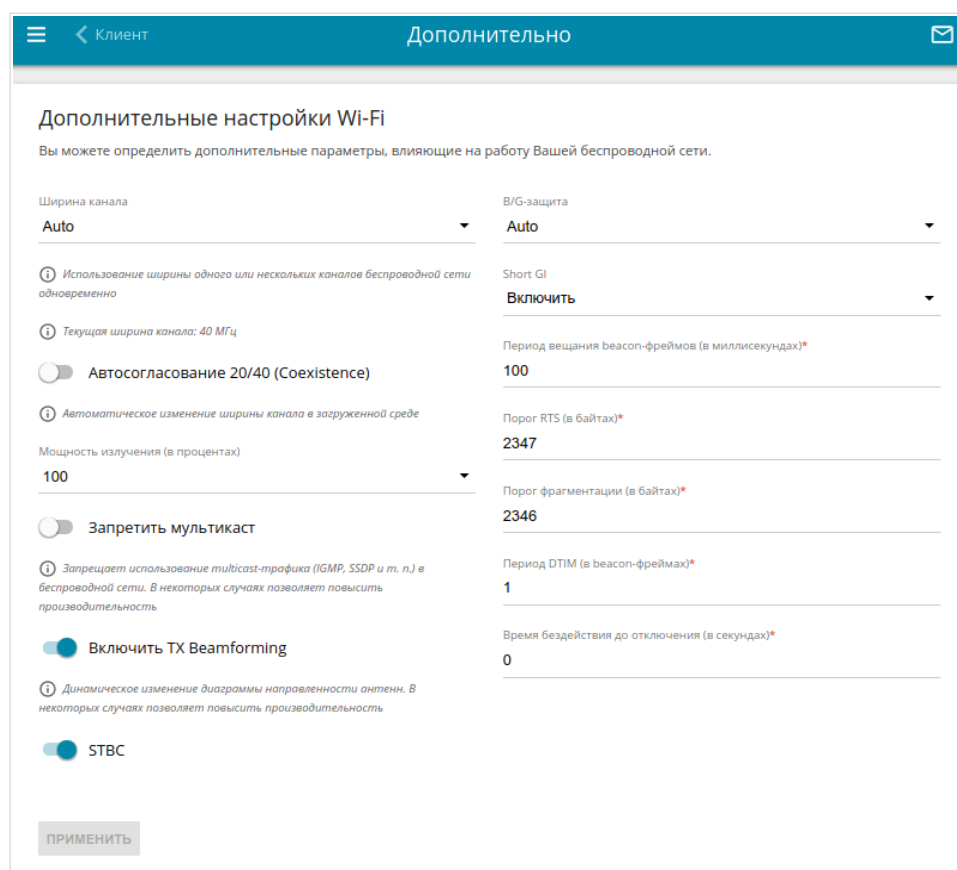 Клиент
Дополнительно
Дополнительные настройки Wi-Fi
Вы можете определить дополнительные параметры, влияющие на работу Вашей беспроводной сети.
Ширина канала
Auto
Использование ширины одного или нескольких каналов беспроводной сети
одновременно
Текущая ширина канала: 40 МГц
Автосогласование 20/40 (Coexistence)
Автоматическое изменение ширины канала в загруженной среде
Мощность излучения (в процентах)
100
Запретить мультикаст
Запрещает использование multicast-трафика (IGMP, SSDP и т. п.) в
беспроводной сети. В некоторых случаях позволяет повысить
производительность
Включить TX Beamforming
Динамическое изменение диаграммы направленности антенн. В
некоторых случаях позволяет повысить производительность
STBC
ПРИМЕНИТЬ
B/G-защита
Auto
Short GI
Включить
Период вещания beacon-фреймов (в миллисекундах)*
100
Порог RTS (в байтах)*
2347
Порог фрагментации (в байтах)*
2346
Период DTIM (в beacon-фреймах)*
1
Время бездействия до отключения (в секундах)*
0